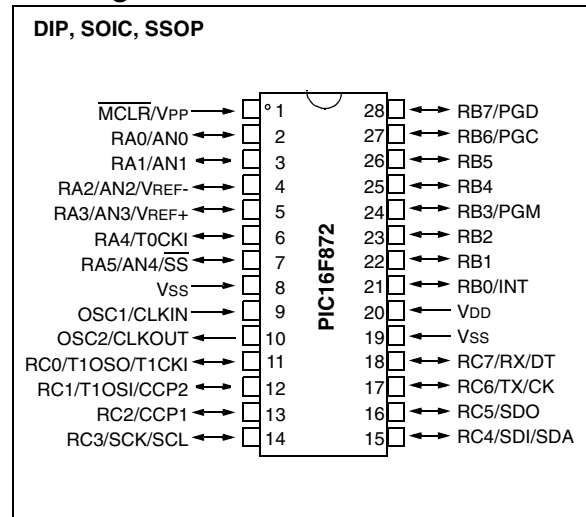 DIP, SOIC, SSOP
MCLR/VPP
RA0/AN0
RA1/AN1
RA2/AN2/VREF-
RA3/AN3/VREF+
RA4/T0CKI
RA5/AN4/SS
VSS
OSC1/CLKIN
OSC2/CLKOUT
RC0/T1OSO/T1CKI
RC1/T1OSI/CCP2
RC2/CCP1
RC3/SCK/SCL
1
2
3
4
5
6
7
8
9
10
11
12
13
14
PIC16F872
28
27
26
25
24
23
22
21
20
19
18
17
16
15
RB7/PGD
RB6/PGC
RB5
RB4
RB3/PGM
RB2
RB1
RB0/INT
VDD
VSS
RC7/RX/DT
RC6/TX/CK
RC5/SDO
RC4/SDI/SDA